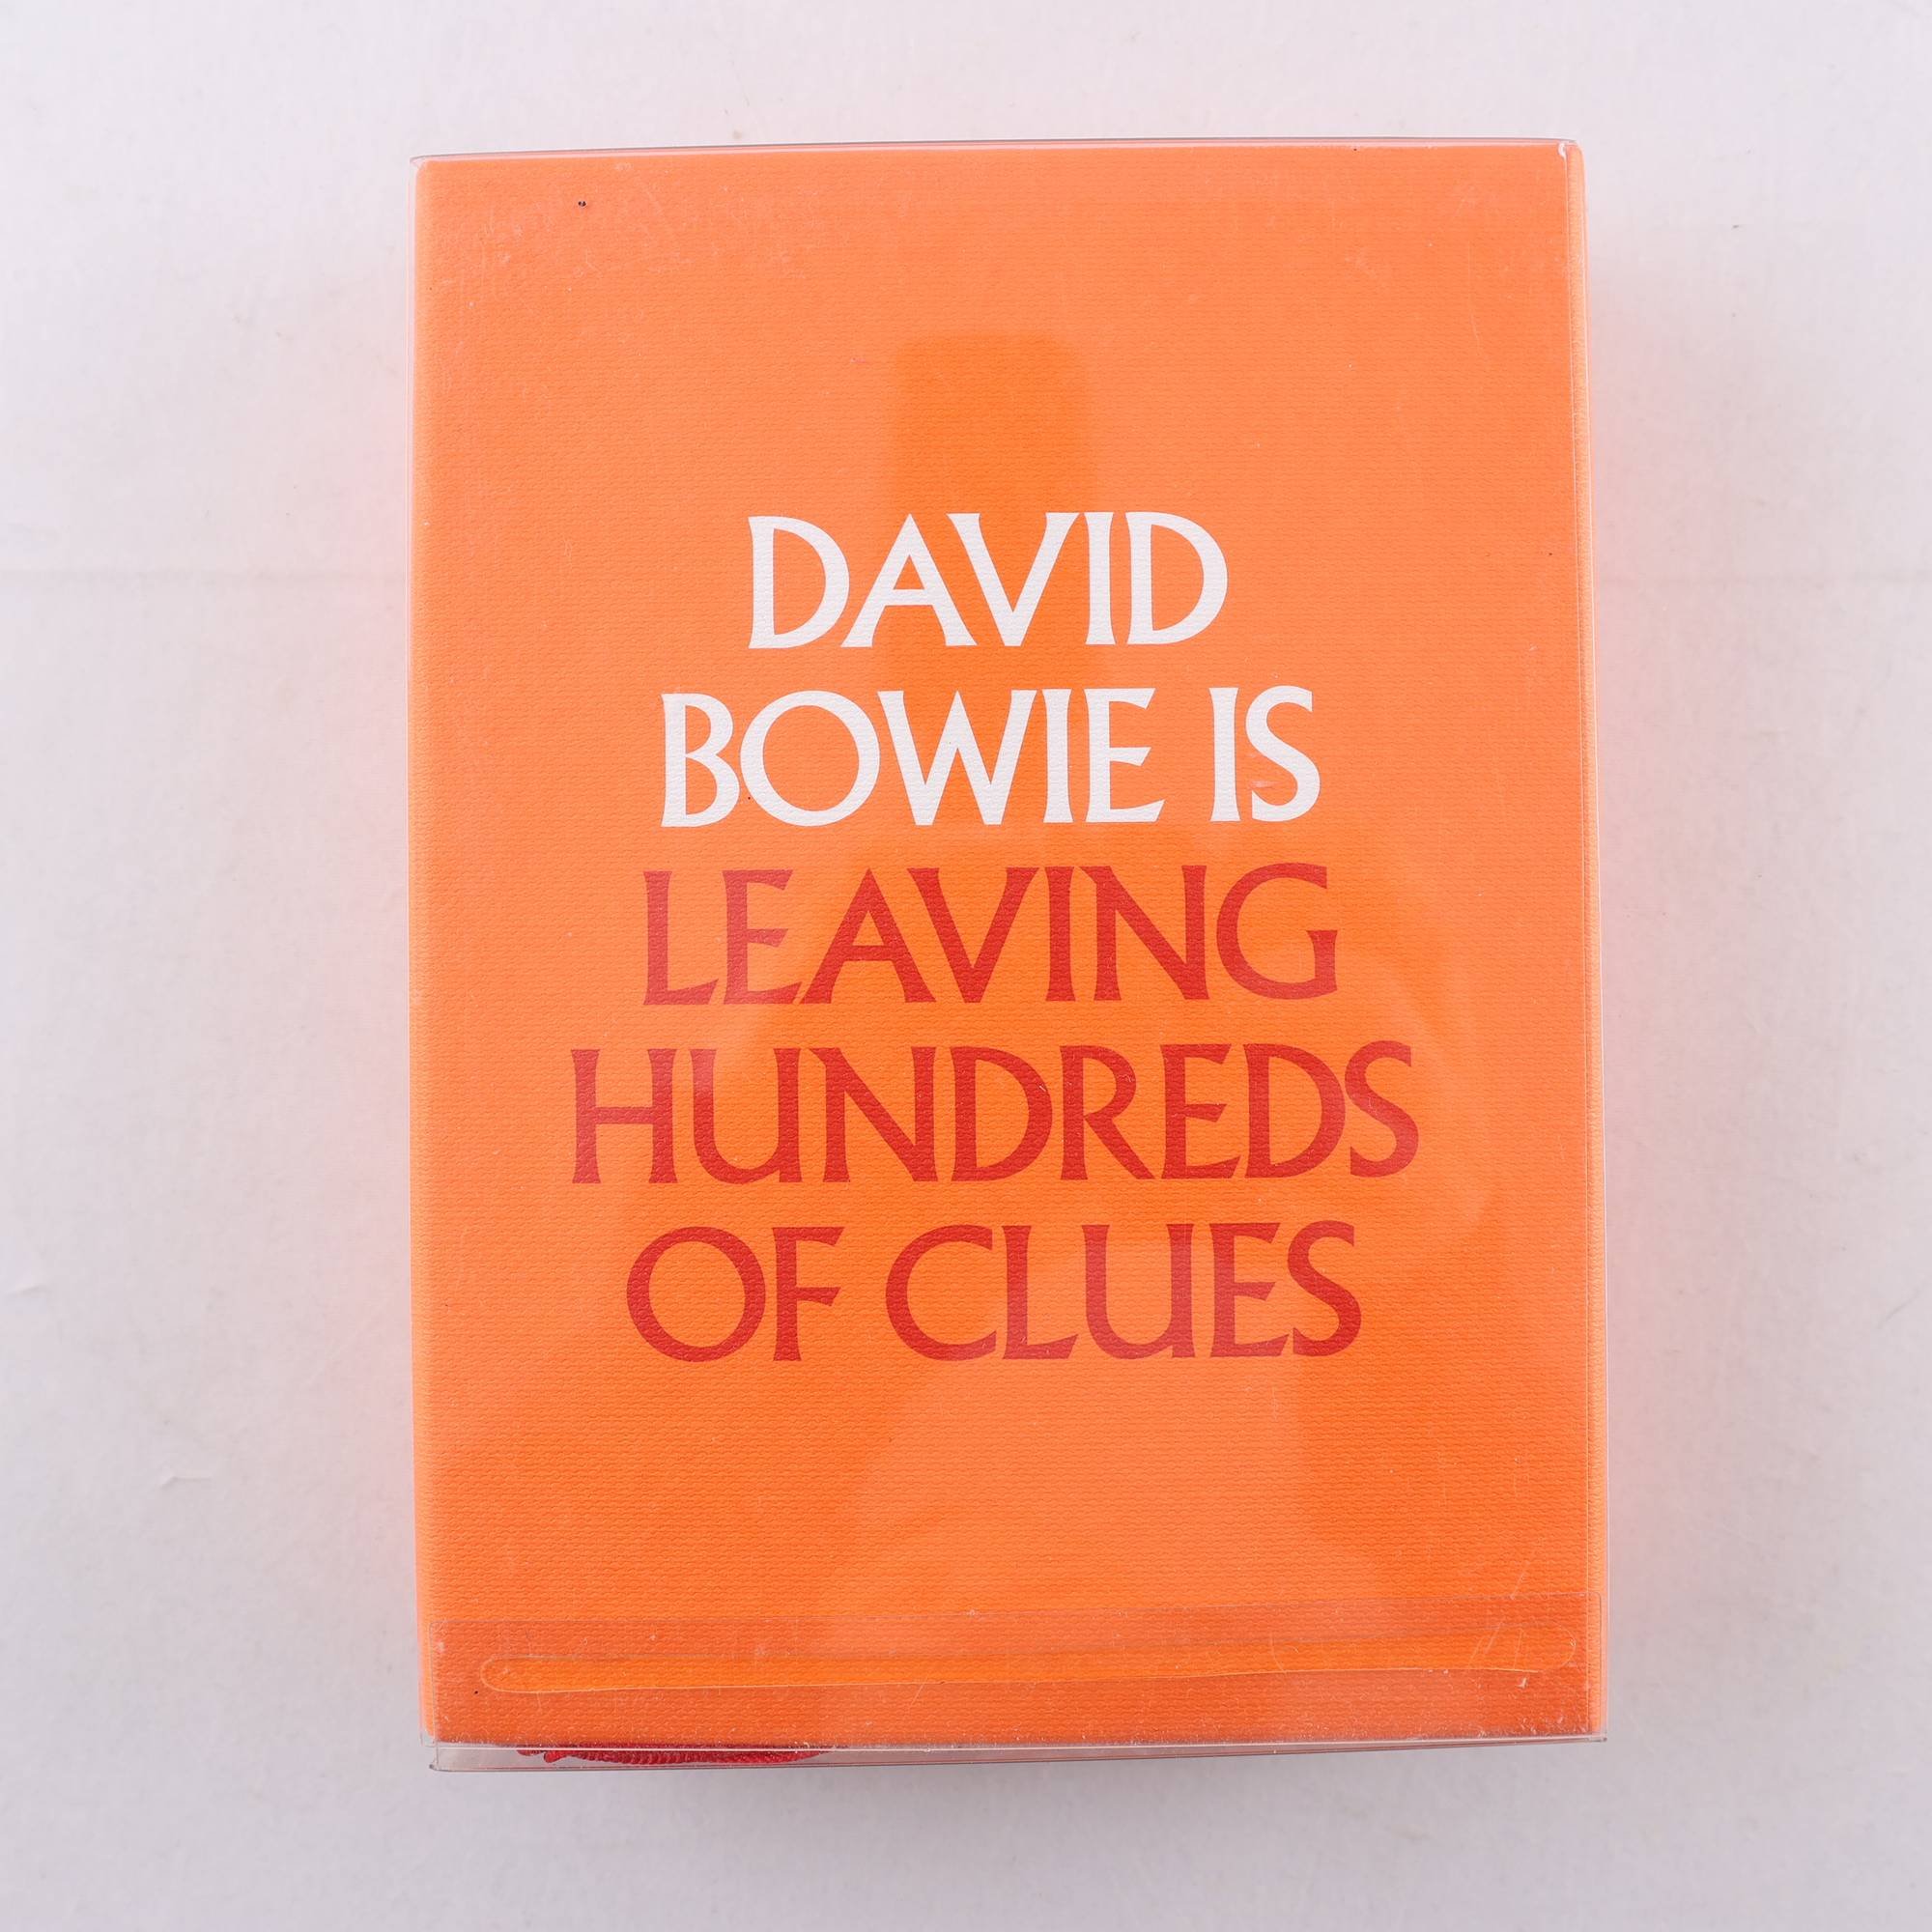 DAVID
BOWIE IS
LEAVING
HUNDREDS
OF CLUES